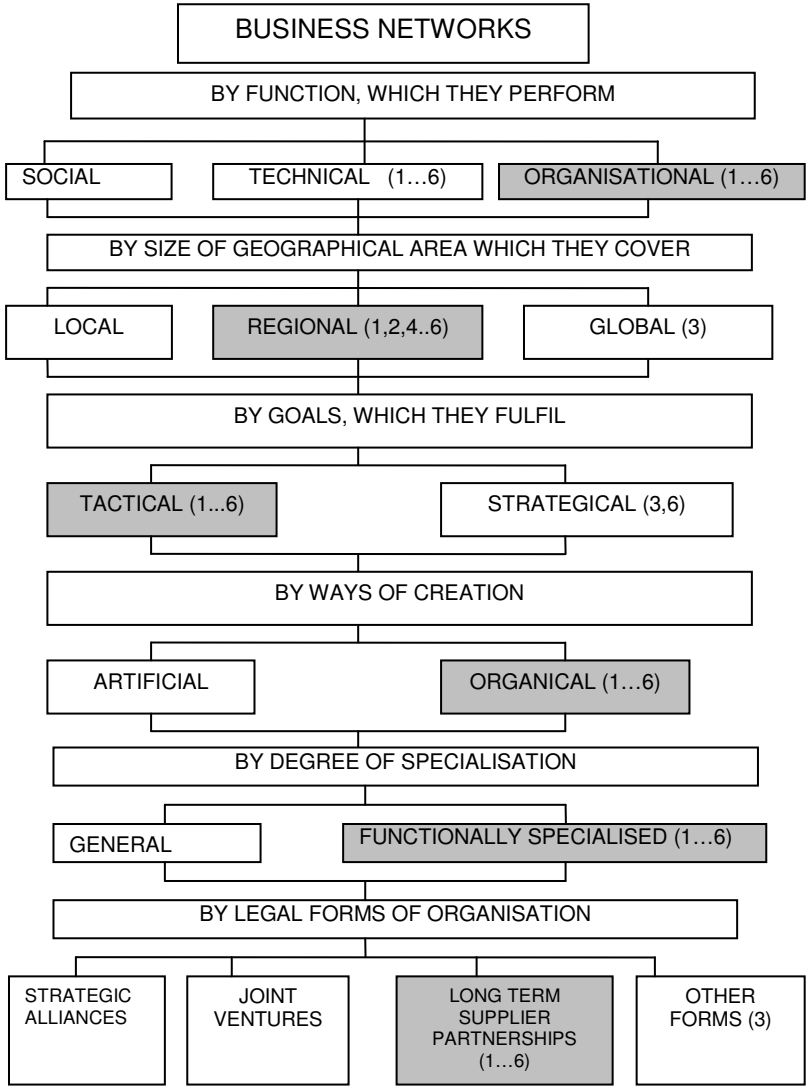 BUSINESS NETWORKS
BY FUNCTION, WHICH THEY PERFORM
SOCIAL
TECHNICAL (1…6)
ORGANISATIONAL (1…6)
BY SIZE OF GEOGRAPHICAL AREA WHICH THEY COVER
LOCAL
REGIONAL (1,2,4..6)
GLOBAL (3)
BY GOALS, WHICH THEY FULFIL
TACTICAL (1...6)
STRATEGICAL (3,6)
BY WAYS OF CREATION
ARTIFICIAL
ORGANICAL (1…6)
BY DEGREE OF SPECIALISATION
GENERAL
FUNCTIONALLY SPECIALISED (1…6)
BY LEGAL FORMS OF ORGANISATION
STRATEGIC
ALLIANCES
JOINT
VENTURES
LONG TERM
SUPPLIER
PARTNERSHIPS
(1…6)
OTHER
FORMS (3)